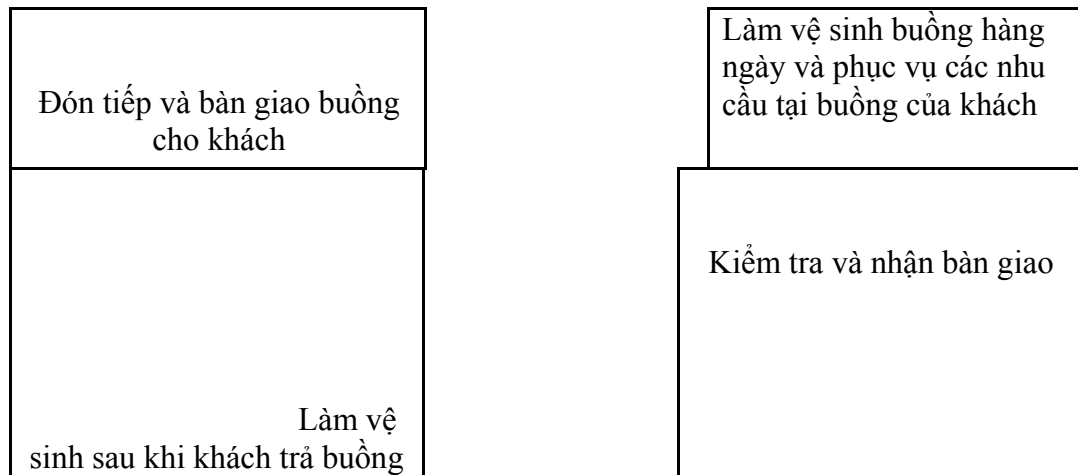 Đón tiếp và bàn giao buồng
cho khách
Làm vệ sinh buồng hàng
ngày và phục vụ các nhu
cầu tại buồng của khách
Kiểm tra và nhận bàn giao
Làm vệ
sinh sau khi khách trả buồng